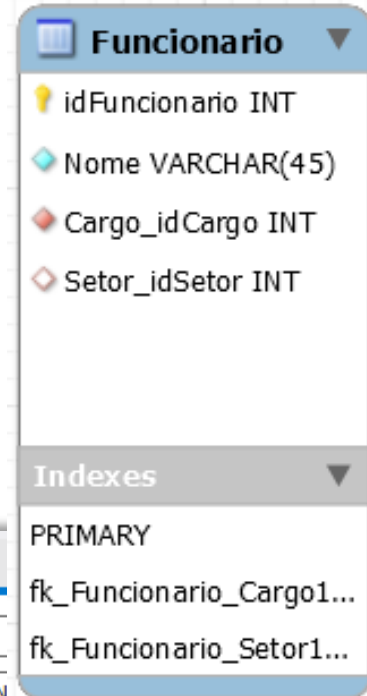 Funcionario
idFuncionario INT
Nome VARCHAR(45)
Cargo_idCargo INT
Setor_idSetor INT
Indexes
PRIMARY
fk_Funcionario_Cargo1...
fk_Funcionario_Setor1...